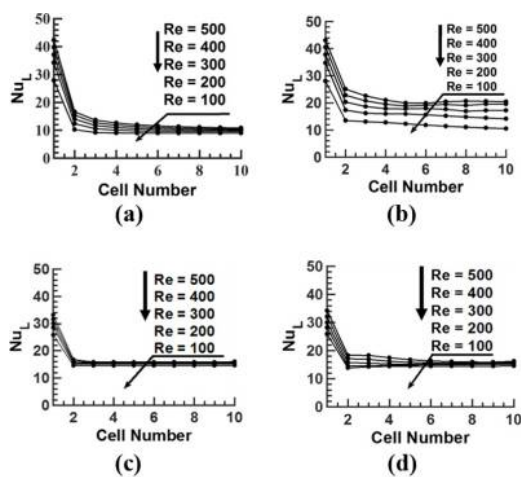 50
40
30
20
10
0
Nu_L
Re = 500
Re = 400
Re = 300
Re = 200
Re = 100
2 4 6 8 10
Cell Number
(a)
50
40
30
20
10
0
Nu_L
Re = 500
Re = 400
Re = 300
Re = 200
Re = 100
2 4 6 8 10
Cell Number
(b)
50
40
30
20
10
0
Nu_L
Re = 500
Re = 400
Re = 300
Re = 200
Re = 100
2 4 6 8 10
Cell Number
(c)
50
40
30
20
10
0
Nu_L
Re = 500
Re = 400
Re = 300
Re = 200
Re = 100
2 4 6 8 10
Cell Number
(d)